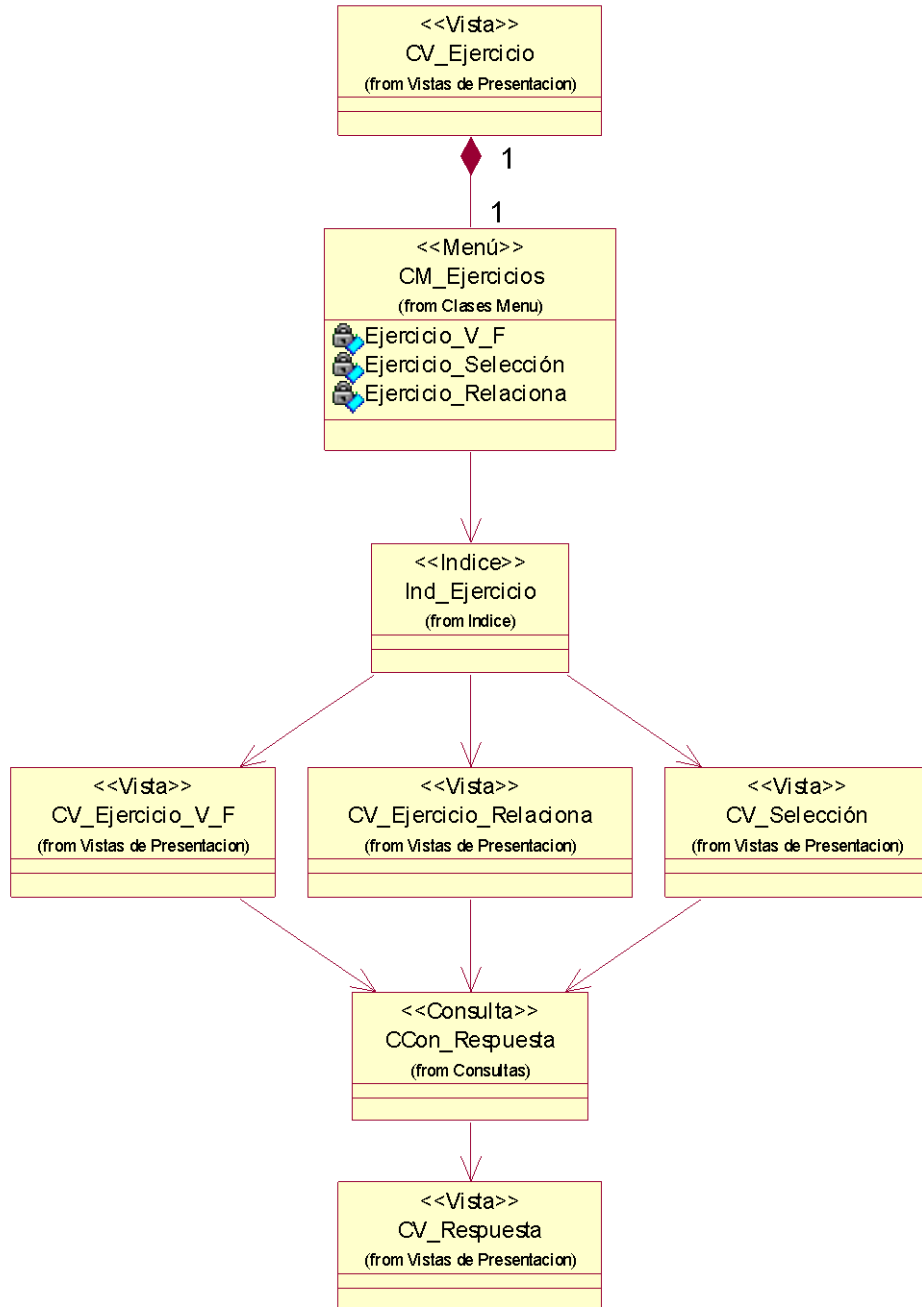 <<Vista>>
CV_Ejercicio
(from Vistas de Presentacion)
1
1
<<Menú>>
CM_Ejercicios
(from Clases Menu)
Ejercicio_V_F
Ejercicio_Selección
Ejercicio_Relaciona
<<Indice>>
Ind_Ejercicio
(from Indice)
<<Vista>>
CV_Ejercicio_V_F
(from Vistas de Presentacion)
<<Vista>>
CV_Ejercicio_Relaciona
(from Vistas de Presentacion)
<<Vista>>
CV_Selección
(from Vistas de Presentacion)
<<Consulta>>
CCon_Respuesta
(from Consultas)
<<Vista>>
CV_Respuesta
(from Vistas de Presentacion)